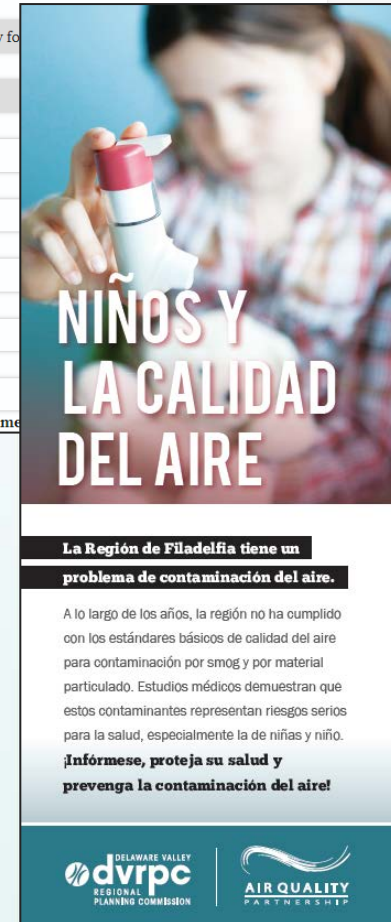 y fo
me
NIÑOS Y
LA CALIDAD
DEL AIRE
La Región de Filadelfia tiene un
problema de contaminación del aire.
A lo largo de los años, la región no ha cumplido
con los estándares básicos de calidad del aire
para contaminación por smog y por material
particulado. Estudios médicos demuestran que
estos contaminantes representan riesgos serios
para la salud, especialmente la de niñas y niño.
¡Infórmese, proteja su salud y
prevenga la contaminación del aire!
DELAWARE VALLEY
dvrpc
REGIONAL
PLANNING COMMISSION
AIR QUALITY
PARTNERSHIP